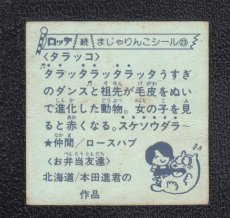 ロッテ 続 まじゃりんこシール㉘
〈タラッコ〉
タラッタラッタラッタうすぎ
のダンスと祖先が毛皮をぬい
で進化した動物。女の子を見
ると赤くなる。スケソウダラ～
★仲間／ロースハブ
〈お弁当友達〉
北海道／本田進君の
作品